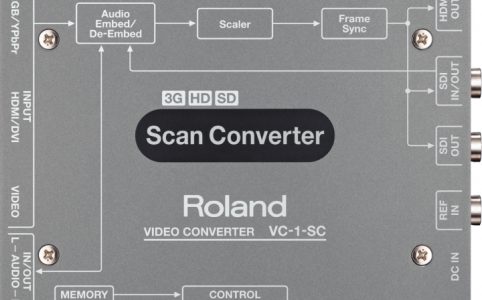 GB/YPbPr
INPUT
HDMI/DVI
VIDEO
IN/OUT
L – AUDIO –
Audio
Embed/
De-Embed
Scaler
Frame
Sync
HDM
OUT
SDI
IN/OUT
SDI
OUT
REF
IN
DC IN
3G HD SD
Scan Converter
Roland
VIDEO CONVERTER VC-1-SC
MEMORY
CONTROL